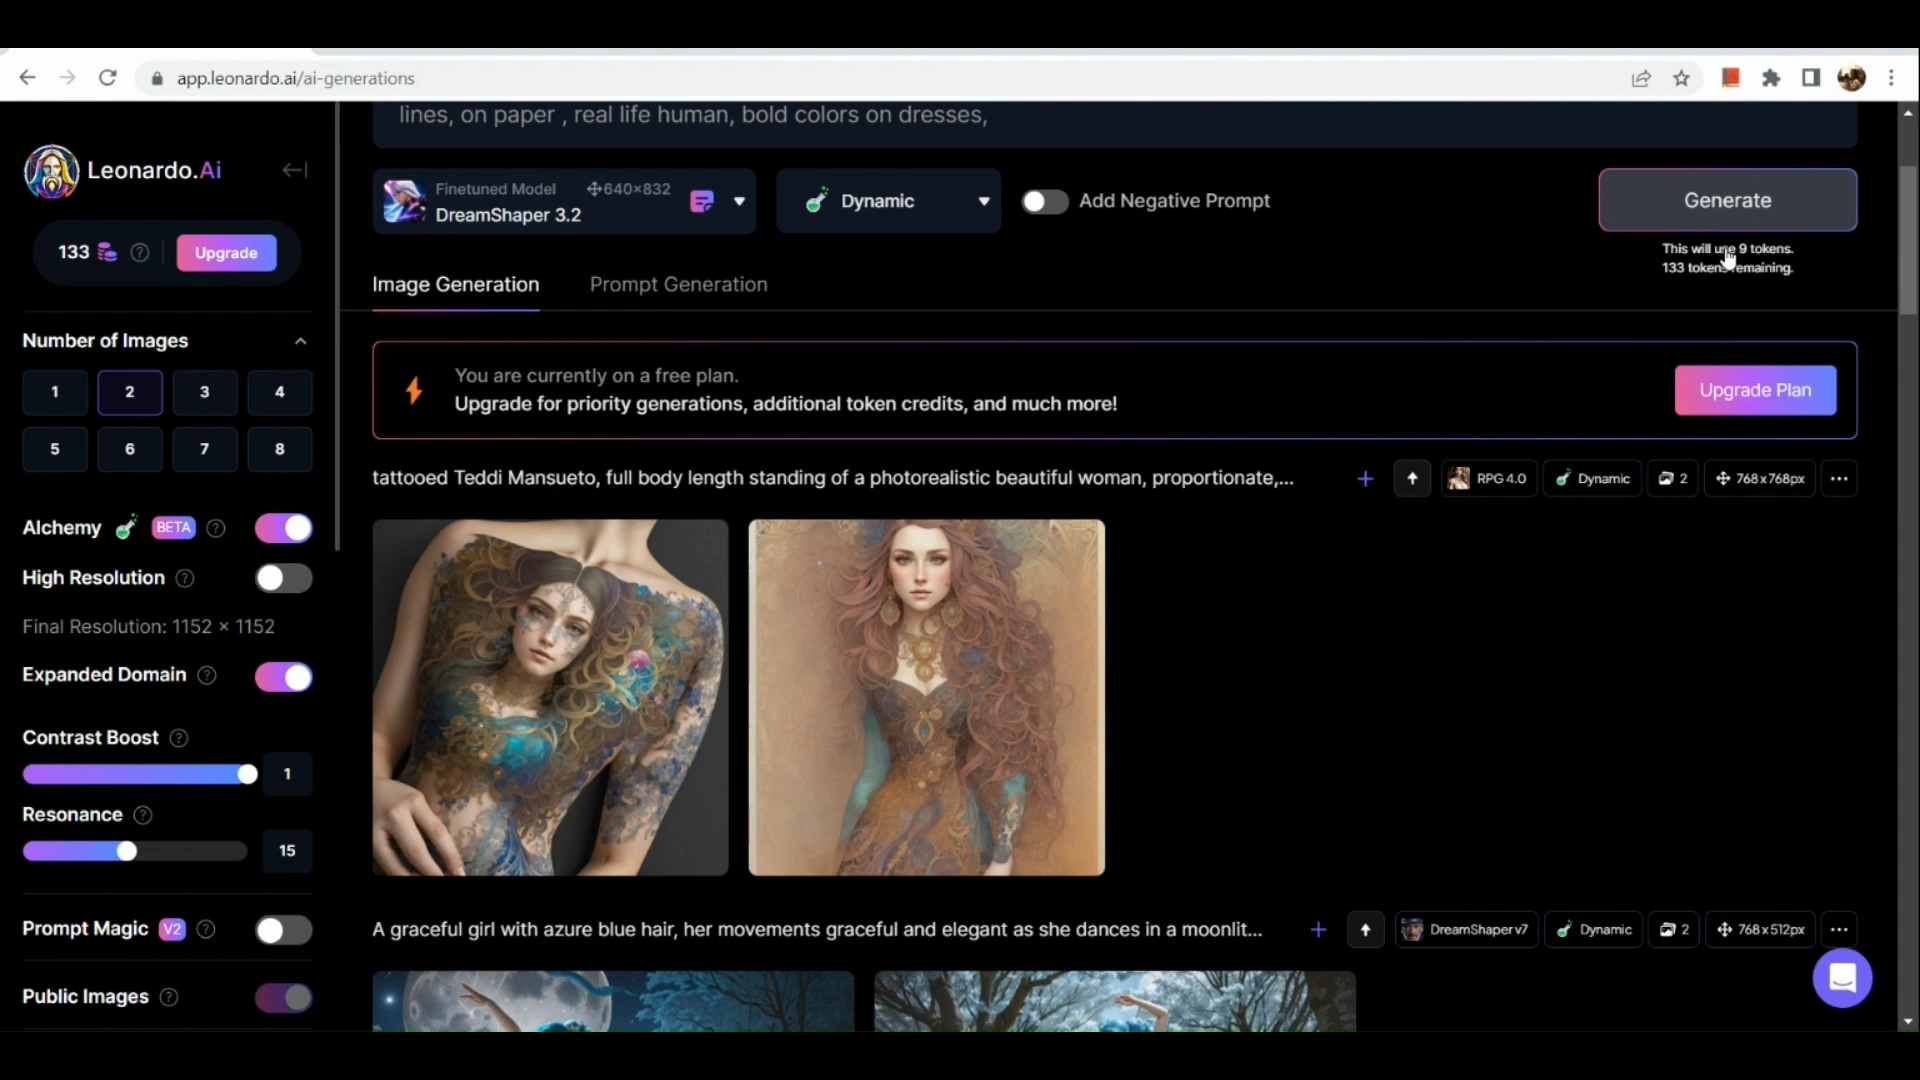 app.leonardo.ai/ai-generations
lines, on paper , real life human, bold colors on dresses,
Leonardo.Ai
133
Upgrade
Finetuned Model
640×832
DreamShaper 3.2
Dynamic
Add Negative Prompt
Generate
This will use 9 tokens.
133 tokens remaining.
Image Generation
Prompt Generation
Number of Images
1 2 3 4
5 6 7 8
You are currently on a free plan.
Upgrade for priority generations, additional token credits, and much more!
Upgrade Plan
tattooed Teddi Mansueto, full body length standing of a photorealistic beautiful woman, proportionate,...
RPG 4.0
Dynamic
2
768x768px
Alchemy BETA
High Resolution
Final Resolution: 1152 × 1152
Expanded Domain
Contrast Boost
1
Resonance
15
Prompt Magic V2
Public Images
A graceful girl with azure blue hair, her movements graceful and elegant as she dances in a moonlit...
DreamShaper v7
Dynamic
2
768x512px